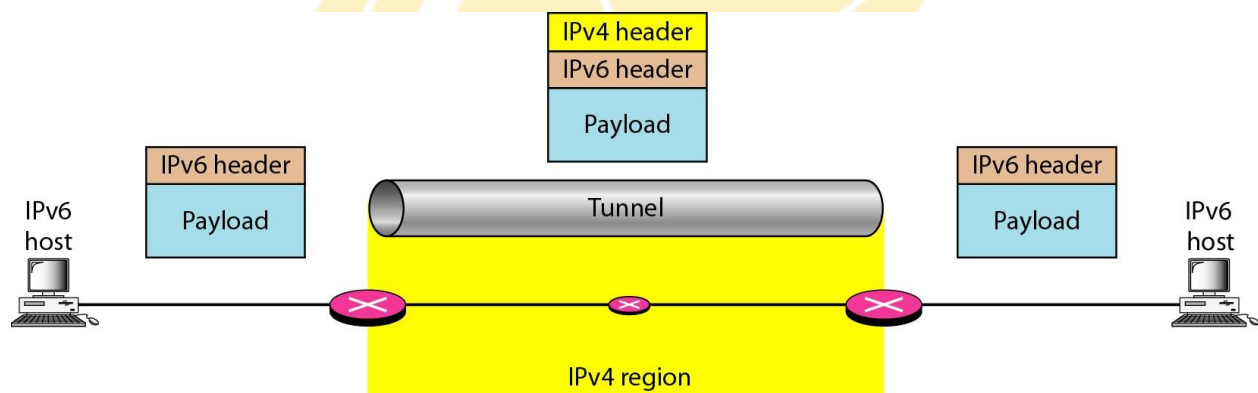 IPv4 header
IPv6 header
Payload
IPv6 header
Payload
IPv6 header
Payload
Tunnel
IPv6
host
IPv6
host
IPv4 region